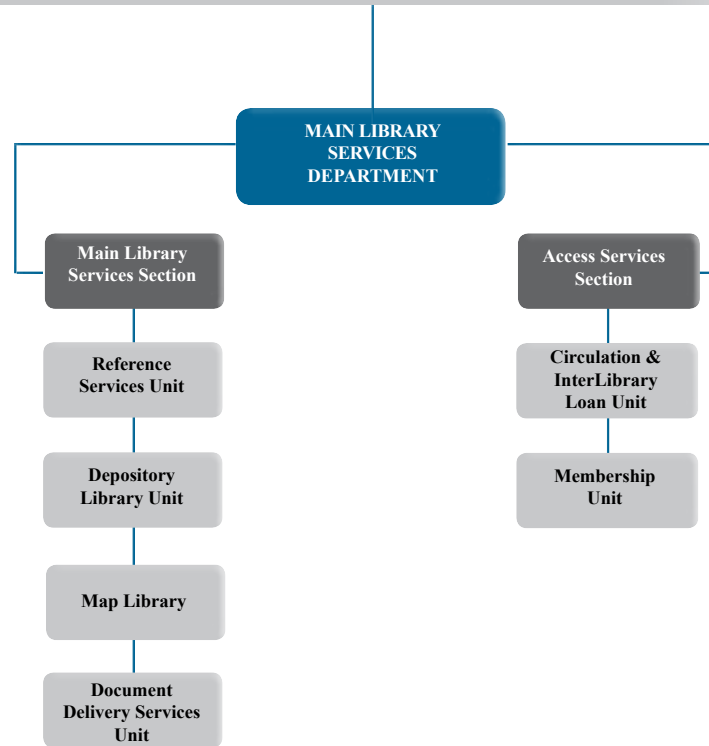 MAIN LIBRARY
SERVICES
DEPARTMENT
Main Library
Services Section
Reference
Services Unit
Depository
Library Unit
Map Library
Document
Delivery Services
Unit
Access Services
Section
Circulation &
InterLibrary
Loan Unit
Membership
Unit